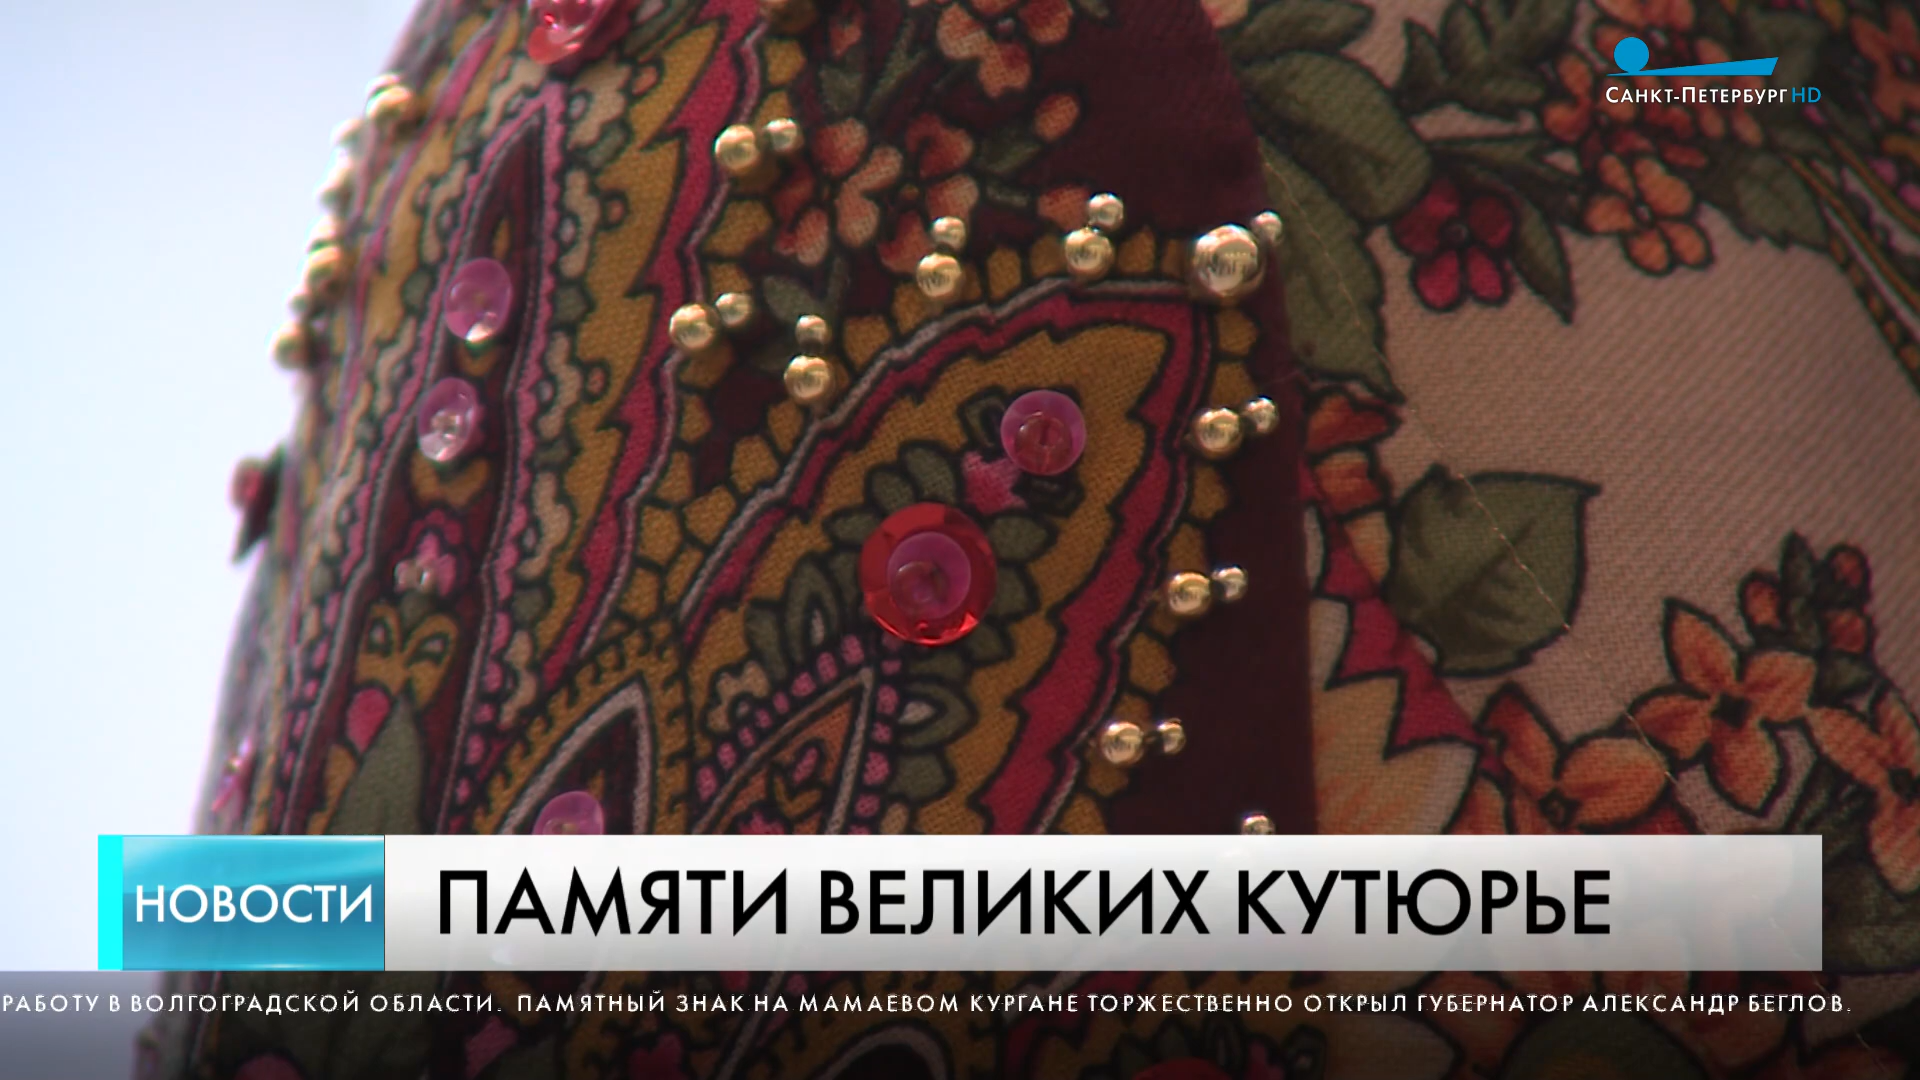 САНКТ-ПЕТЕРБУРГ HD
НОВОСТИ
ПАМЯТИ ВЕЛИКИХ КУТЮРЬЕ
РАБОТУ В ВОЛГОГРАДСКОЙ ОБЛАСТИ. ПАМЯТНЫЙ ЗНАК НА МАМАЕВОМ КУРГАНЕ ТОРЖЕСТВЕННО ОТКРЫЛ ГУБЕРНАТОР АЛЕКСАНДР БЕГЛОВ.